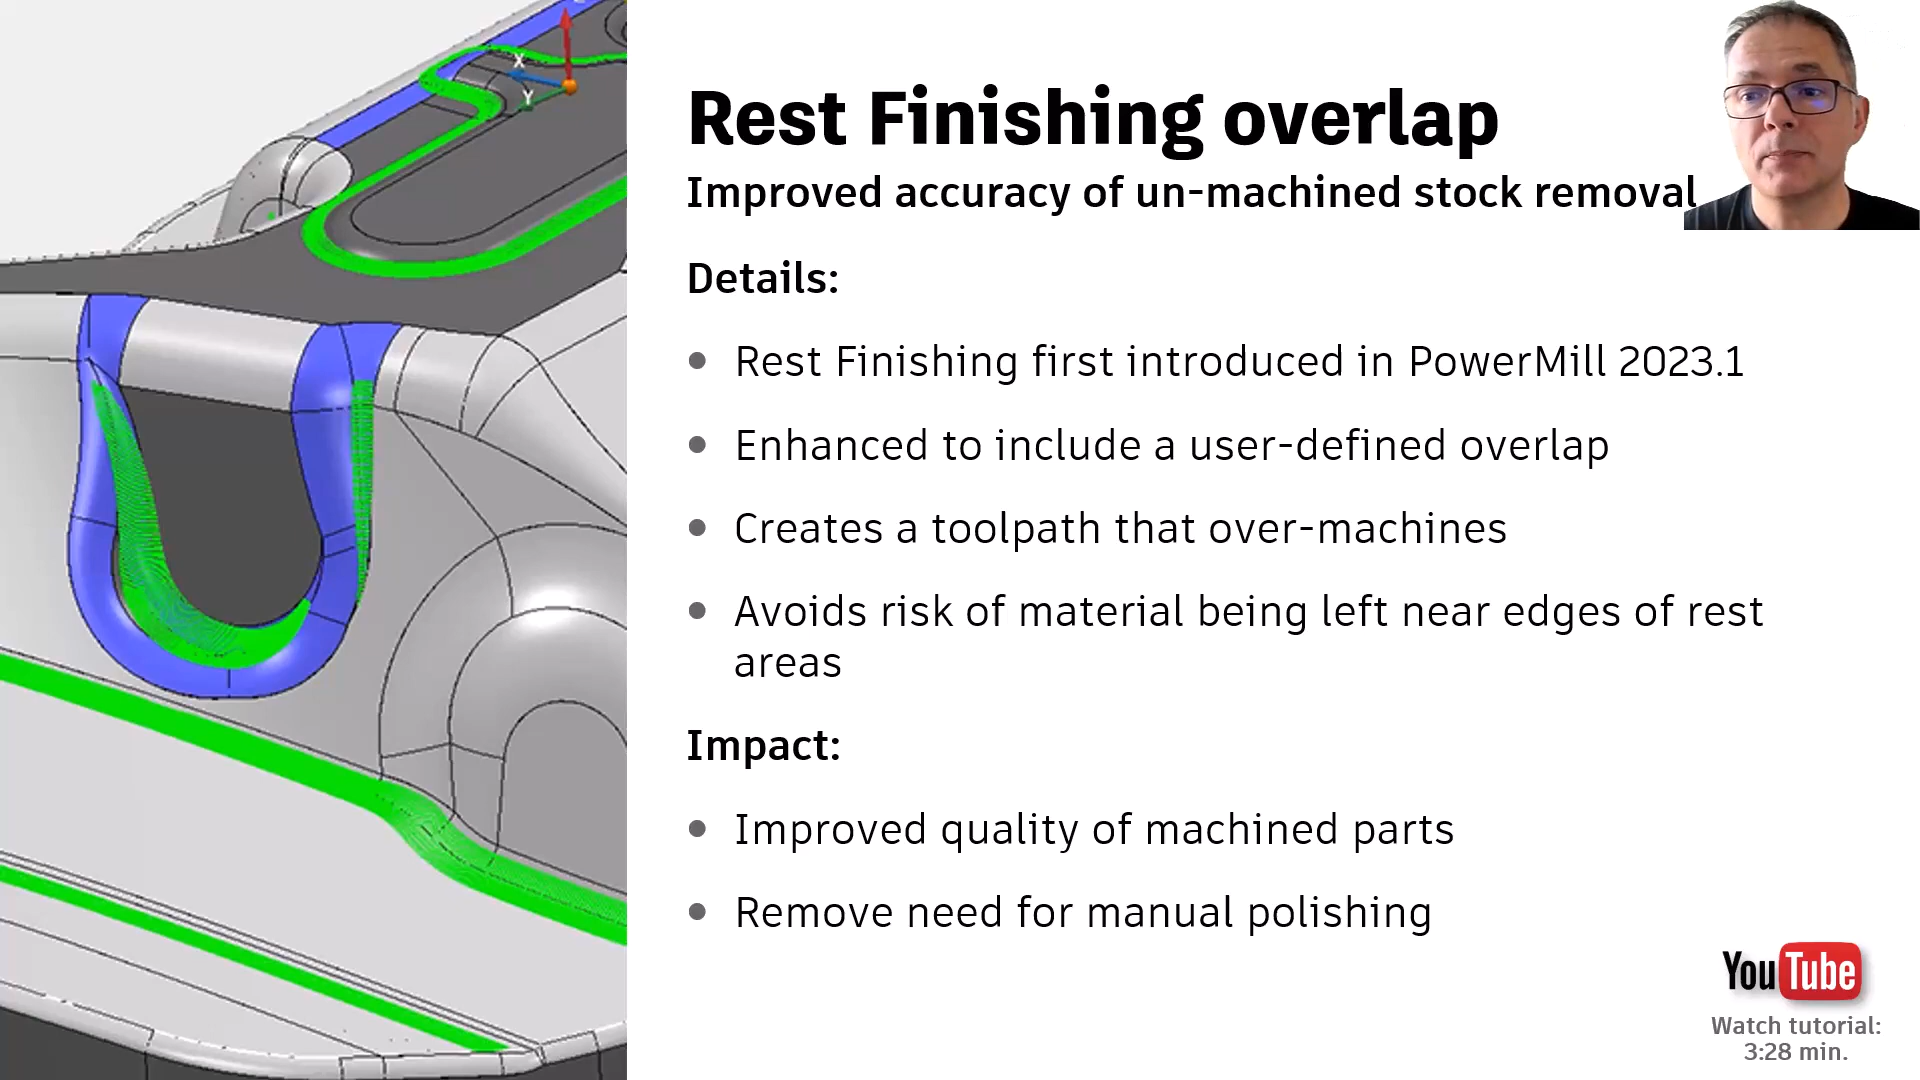 Rest Finishing overlap
Improved accuracy of un-machined stock removal
Details:
• Rest Finishing first introduced in PowerMill 2023.1
• Enhanced to include a user-defined overlap
• Creates a toolpath that over-machines
• Avoids risk of material being left near edges of rest
areas
Impact:
• Improved quality of machined parts
• Remove need for manual polishing
X
Y
YouTube
Watch tutorial:
3:28 min.